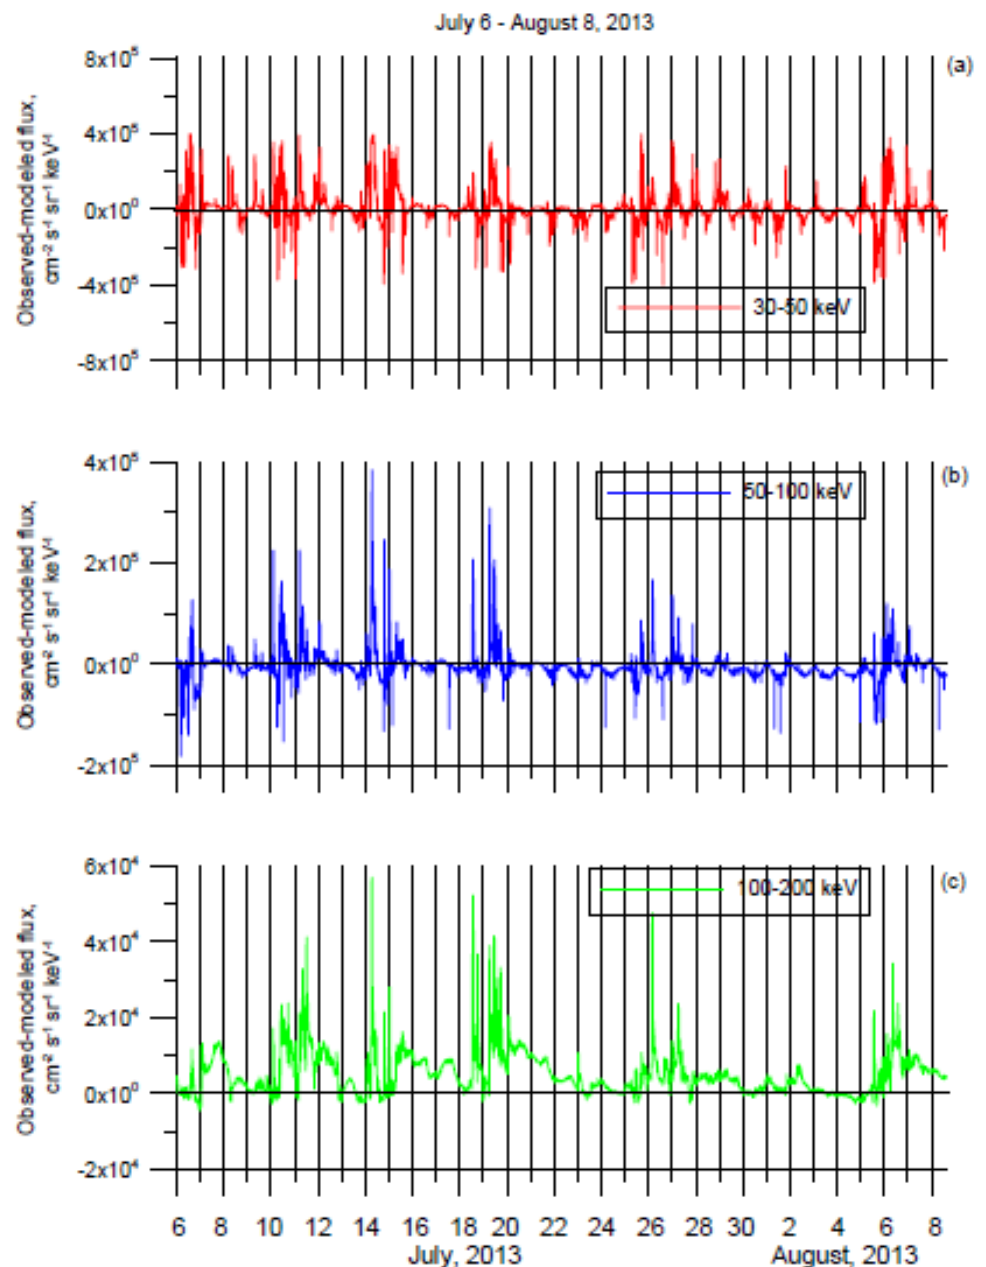 July 6 - August 8, 2013
(a)
Observed-modeled flux,
cm⁻² s⁻¹ sr⁻¹ keV⁻¹
8x10⁵
4x10⁵
0x10⁰
-4x10⁵
-8x10⁵
30-50 keV
(b)
Observed-modeled flux,
cm⁻² s⁻¹ sr⁻¹ keV⁻¹
4x10⁵
2x10⁵
0x10⁰
-2x10⁵
50-100 keV
(c)
Observed-modeled flux,
cm⁻² s⁻¹ sr⁻¹ keV⁻¹
6x10⁴
4x10⁴
2x10⁴
0x10⁰
-2x10⁴
100-200 keV
6 8 10 12 14 16 18 20 22 24 26 28 30 2 4 6 8
July, 2013 August, 2013